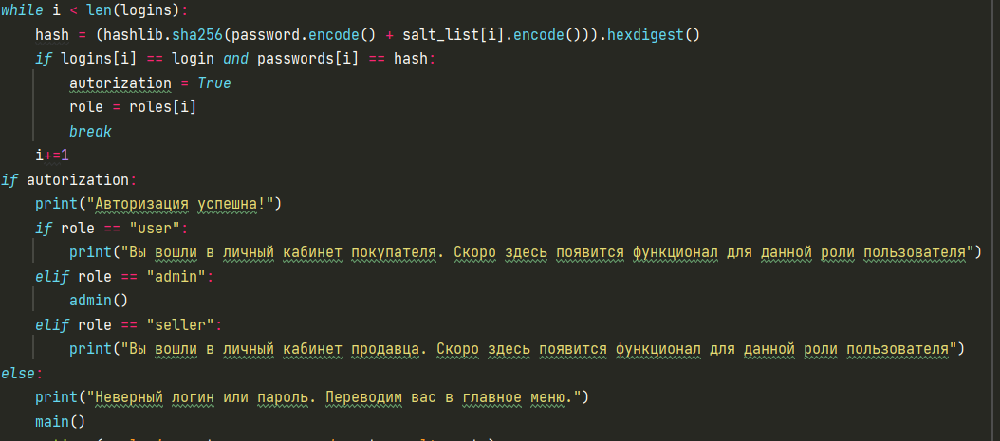 while i < len(logins):
    hash = (hashlib.sha256(password.encode() + salt_list[i].encode())).hexdigest()
    if logins[i] == login and passwords[i] == hash:
        autorization = True
        role = roles[i]
        break
    i+=1
if autorization:
    print("Авторизация успешна!")
    if role == "user":
        print("Вы вошли в личный кабинет покупателя. Скоро здесь появится функционал для данной роли пользователя")
    elif role == "admin":
        admin()
    elif role == "seller":
        print("Вы вошли в личный кабинет продавца. Скоро здесь появится функционал для данной роли пользователя")
else:
    print("Неверный логин или пароль. Переводим вас в главное меню.")
    main()